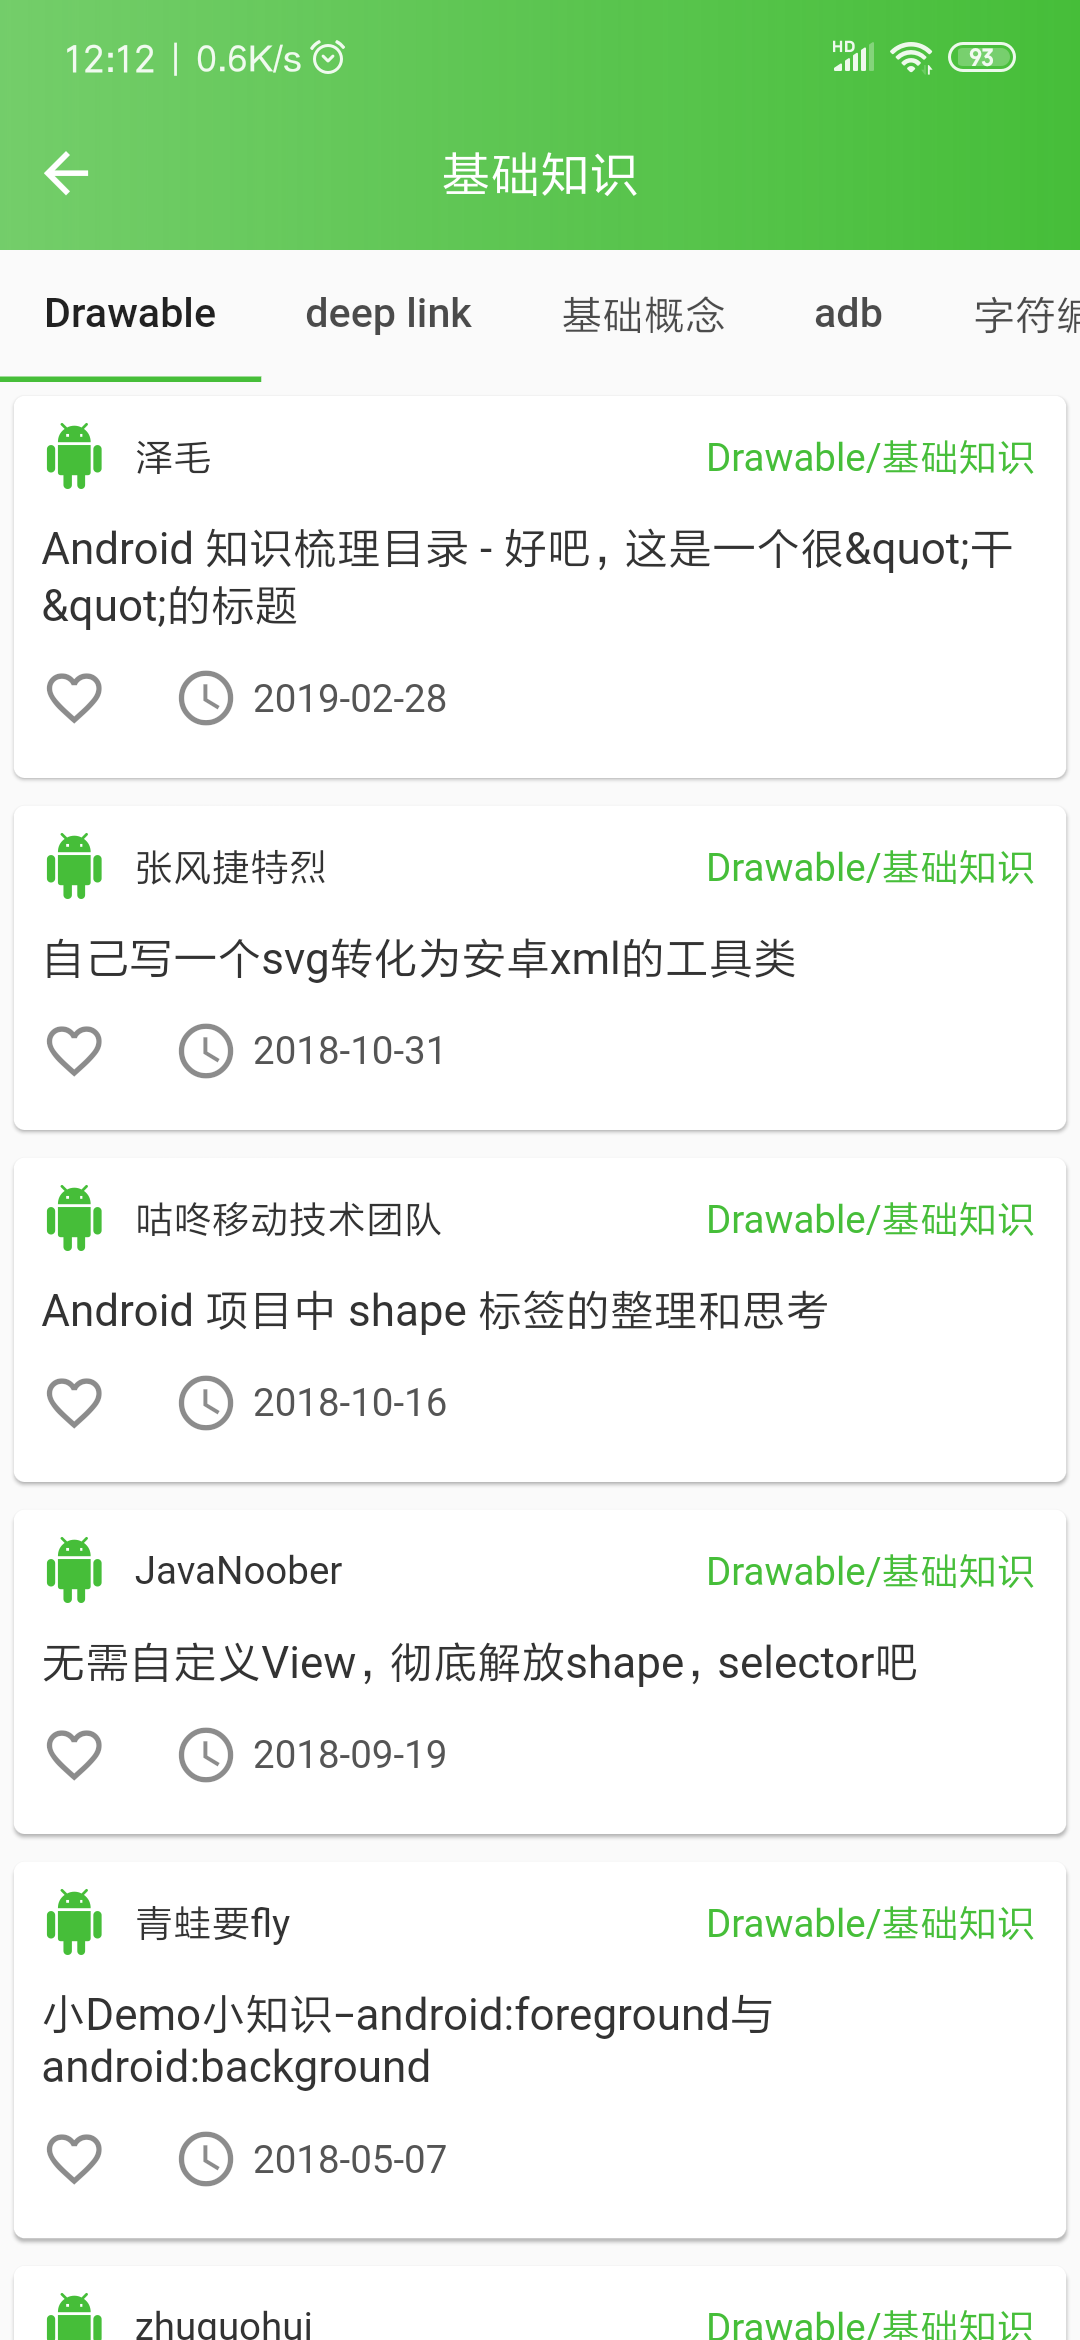 12:12 | 0.6K/s
HD
93
基础知识
Drawable
deep link
基础概念
adb
字符编
泽毛
Drawable/基础知识
Android 知识梳理目录 - 好吧，这是一个很&quot;干
&quot;的标题
2019-02-28
张风捷特烈
Drawable/基础知识
自己写一个svg转化为安卓xml的工具类
2018-10-31
咕咚移动技术团队
Drawable/基础知识
Android 项目中 shape 标签的整理和思考
2018-10-16
JavaNoober
Drawable/基础知识
无需自定义View，彻底解放shape，selector吧
2018-09-19
青蛙要fly
Drawable/基础知识
小Demo小知识-android:foreground与
android:background
2018-05-07
zhuguohui
Drawable/基础知识